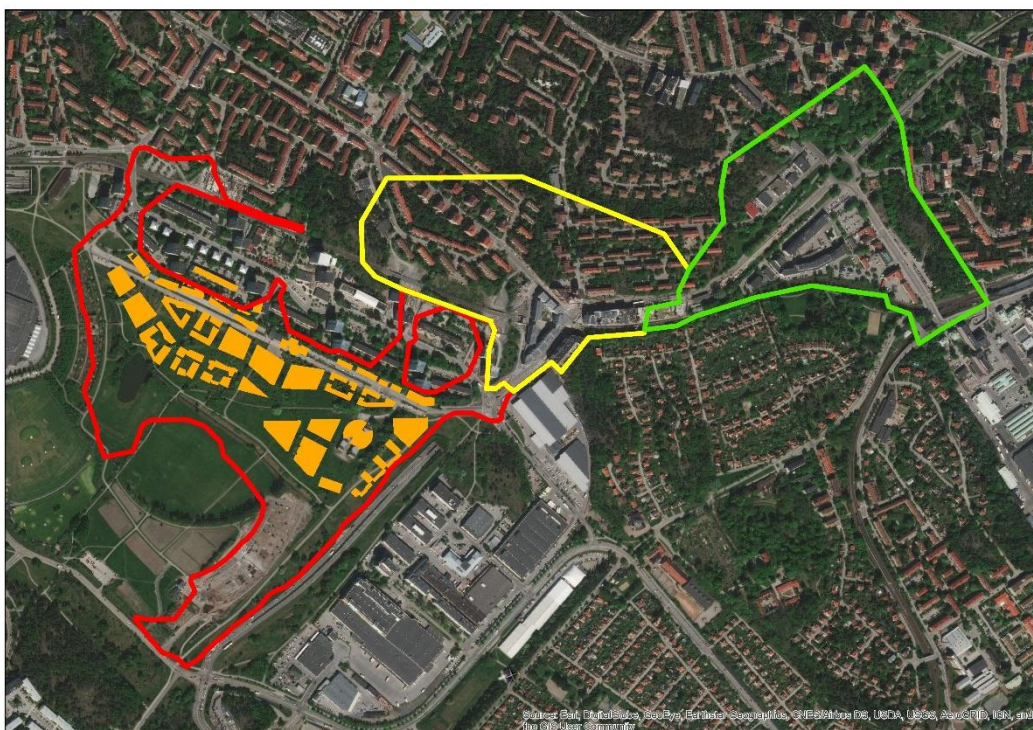 Source: Esri, DigitalGlobe, GeoEye, Earthstar Geographics, CNES/Airbus DS, USDA, USGS, AeroGRID, IGN, and
the GIS User Community